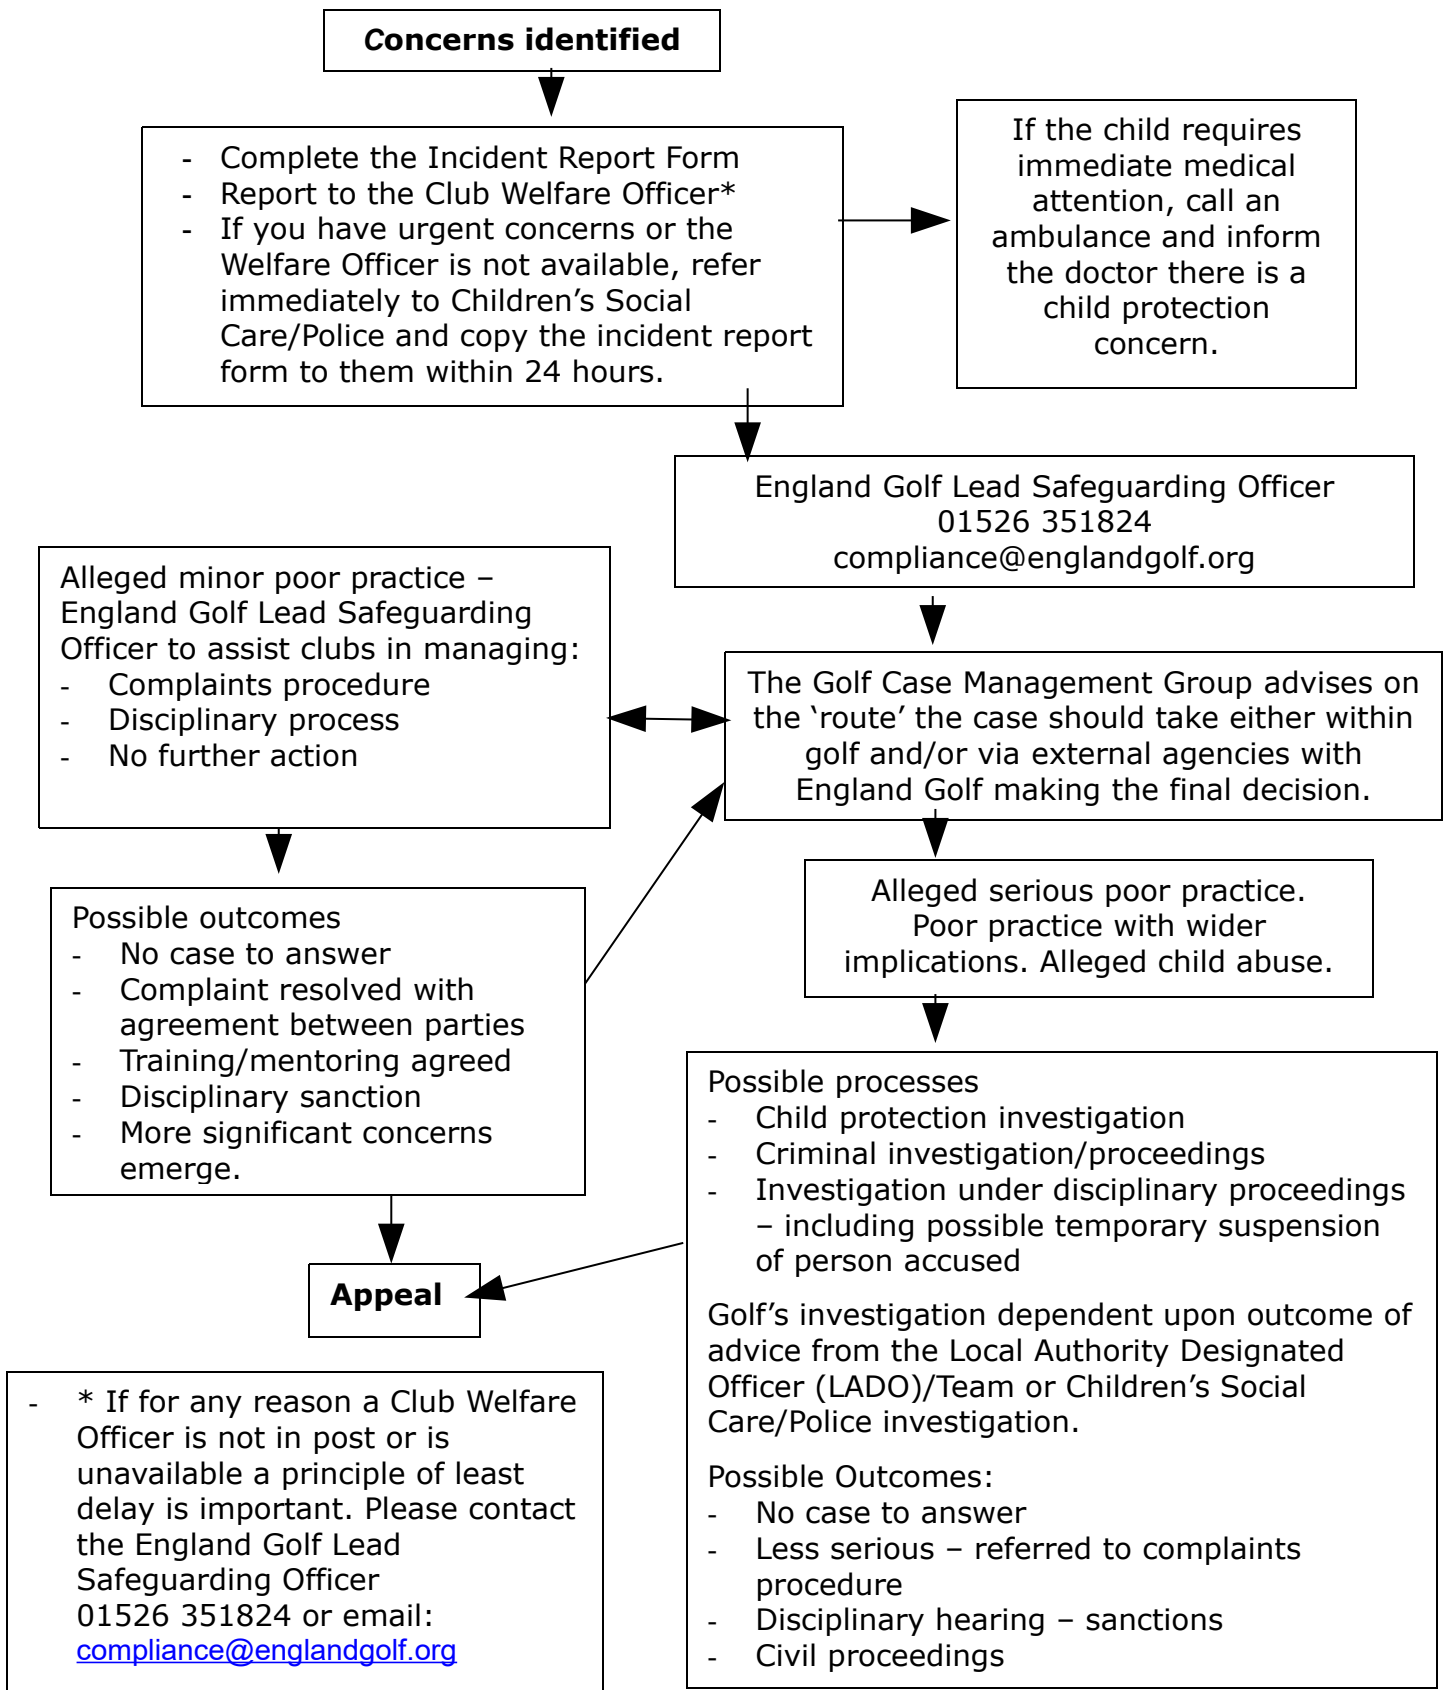 Concerns identified
- Complete the Incident Report Form
- Report to the Club Welfare Officer*
- If you have urgent concerns or the
Welfare Officer is not available, refer
immediately to Children’s Social
Care/Police and copy the incident report
form to them within 24 hours.
If the child requires
immediate medical
attention, call an
ambulance and inform
the doctor there is a
child protection
concern.
England Golf Lead Safeguarding Officer
01526 351824
compliance@englandgolf.org
Alleged minor poor practice –
England Golf Lead Safeguarding
Officer to assist clubs in managing:
- Complaints procedure
- Disciplinary process
- No further action
The Golf Case Management Group advises on
the ‘route’ the case should take either within
golf and/or via external agencies with
England Golf making the final decision.
Alleged serious poor practice.
Poor practice with wider
implications. Alleged child abuse.
Possible outcomes
- No case to answer
- Complaint resolved with
agreement between parties
- Training/mentoring agreed
- Disciplinary sanction
- More significant concerns
emerge.
Possible processes
- Child protection investigation
- Criminal investigation/proceedings
- Investigation under disciplinary proceedings
– including possible temporary suspension
of person accused
Golf’s investigation dependent upon outcome of
advice from the Local Authority Designated
Officer (LADO)/Team or Children’s Social
Care/Police investigation.
Possible Outcomes:
- No case to answer
- Less serious – referred to complaints
procedure
- Disciplinary hearing – sanctions
- Civil proceedings
Appeal
- * If for any reason a Club Welfare
Officer is not in post or is
unavailable a principle of least
delay is important. Please contact
the England Golf Lead
Safeguarding Officer
01526 351824 or email:
compliance@englandgolf.org